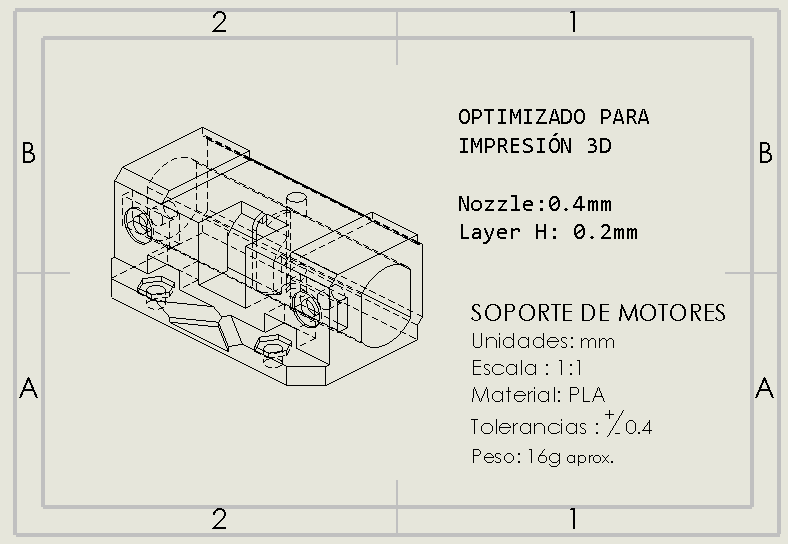 2 1
B B
OPTIMIZADO PARA
IMPRESIÓN 3D
Nozzle:0.4mm
Layer H: 0.2mm
SOPORTE DE MOTORES
Unidades: mm
Escala : 1:1
Material: PLA
A A
Tolerancias : +/-0.4
Peso: 16g aprox.
2 1